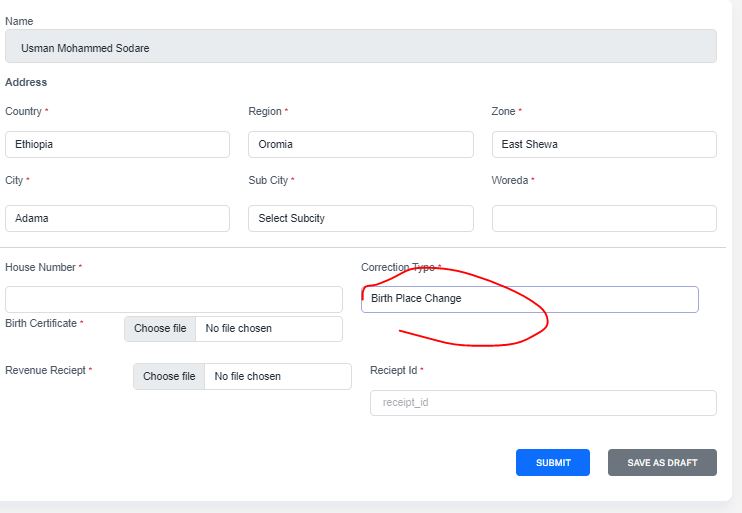 Name
Usman Mohammed Sodare
Address
Country * Region * Zone *
Ethiopia Oromia East Shewa
City * Sub City * Woreda *
Adama Select Subcity
House Number * Correction Type *
Birth Place Change
Birth Certificate * Choose file No file chosen
Revenue Reciept * Choose file No file chosen Reciept Id *
receipt_id
SUBMIT SAVE AS DRAFT